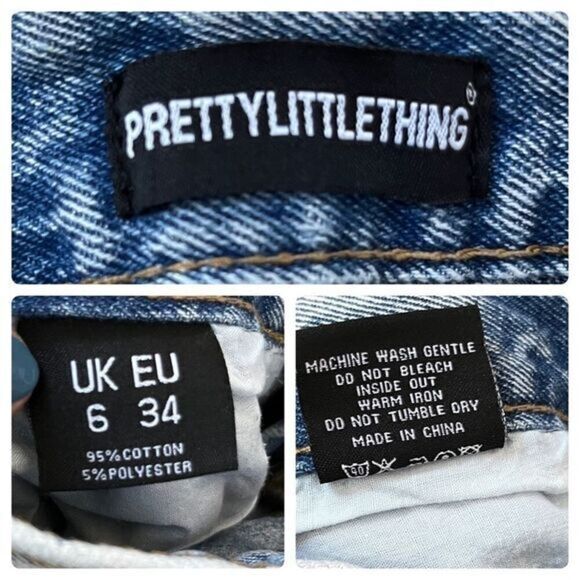 PRETTYLITTLETHING®
UK EU
6 34
95%COTTON
5%POLYESTER
MACHINE WASH GENTLE
DO NOT BLEACH
INSIDE OUT
WARM IRON
DO NOT TUMBLE DRY
MADE IN CHINA
40